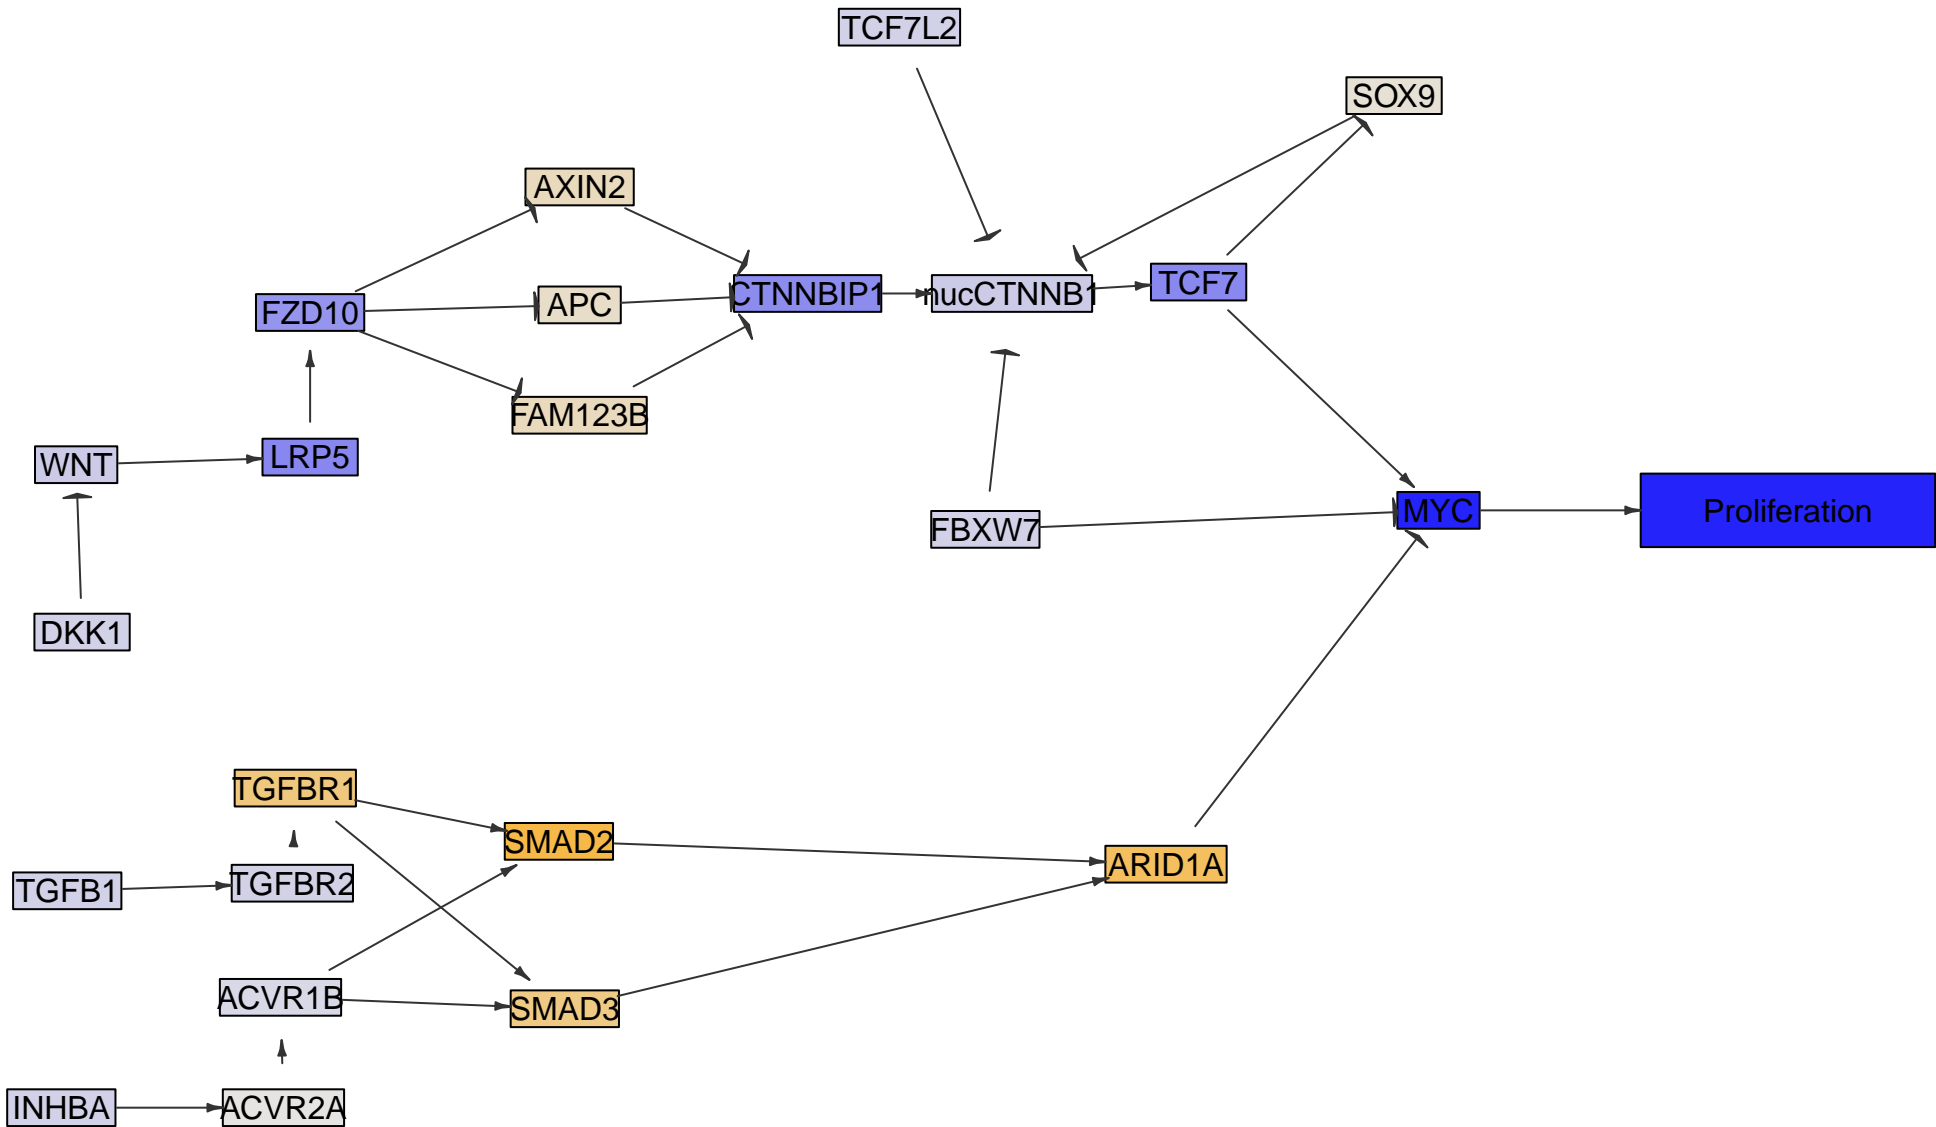 TCF7L2
SOX9
AXIN2
FZD10
APC
CTNNBIP1
nucCTNNB1
TCF7
FAM123B
WNT
LRP5
FBXW7
MYC
Proliferation
DKK1
TGFBR1
SMAD2
ARID1A
TGFB1
TGFBR2
ACVR1B
SMAD3
INHBA
ACVR2A